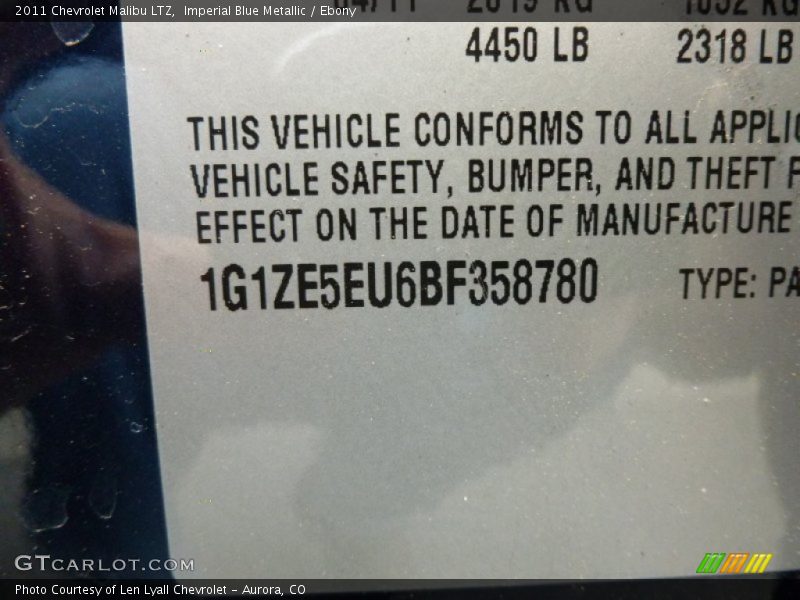 2011 Chevrolet Malibu LTZ, Imperial Blue Metallic / Ebony
4450 LB 2318 LB
THIS VEHICLE CONFORMS TO ALL
VEHICLE SAFETY, BUMPER, AND THEFT
EFFECT ON THE DATE OF MANUFACTURE
1G1ZE5EU6BF358780 TYPE: PA
GTCARLOT.COM
Photo Courtesy of Len Lyall Chevrolet - Aurora, CO